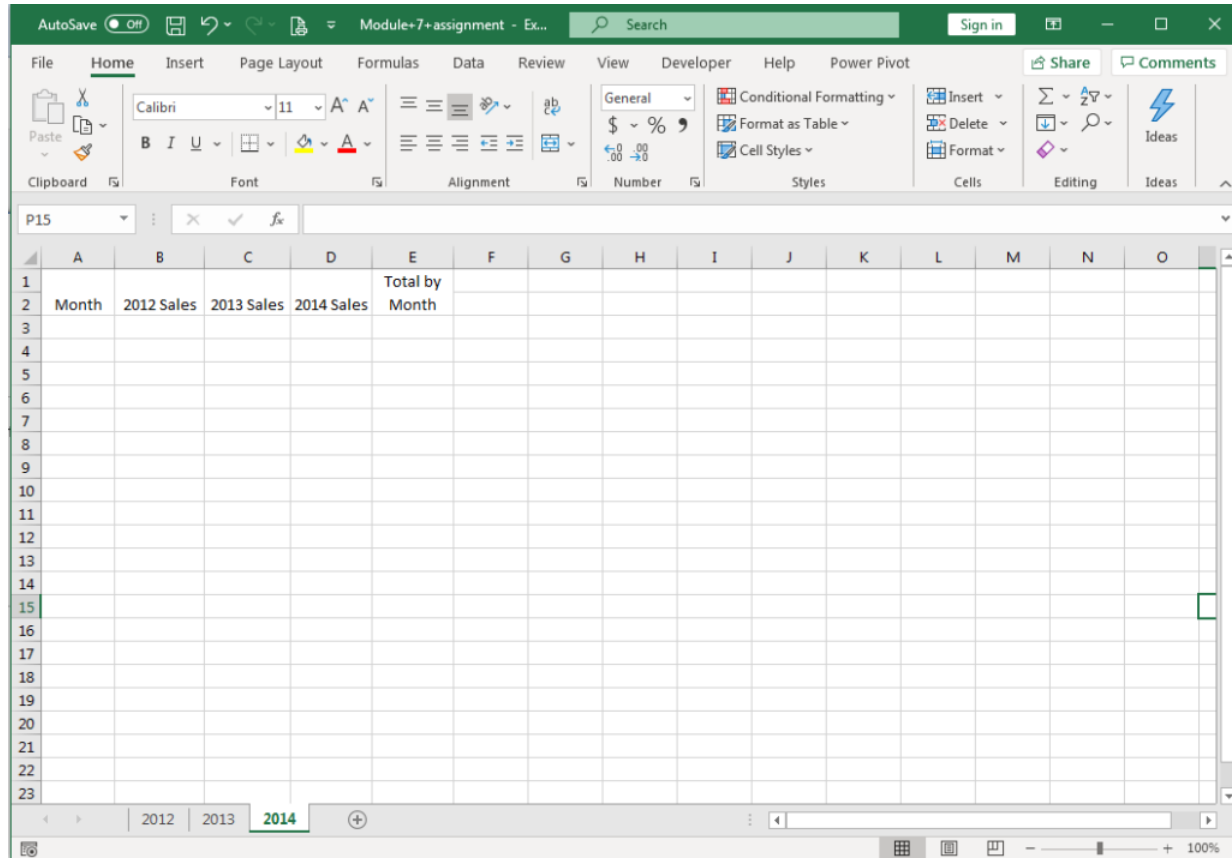 AutoSave Off Module+7+assignment - Ex... Search Sign in
File Home Insert Page Layout Formulas Data Review View Developer Help Power Pivot Share Comments
Paste
Calibri 11 A^ A˅
B I U A
ab
General
$ % 9
.00 .00
Conditional Formatting
Format as Table
Cell Styles
Insert
Delete
Format
Ideas
Clipboard Font Alignment Number Styles Cells Editing Ideas
P15 fx
A B C D E F G H I J K L M N O
1 Total by
2 Month 2012 Sales 2013 Sales 2014 Sales Month
3
4
5
6
7
8
9
10
11
12
13
14
15
16
17
18
19
20
21
22
23
2012 2013 2014
100%